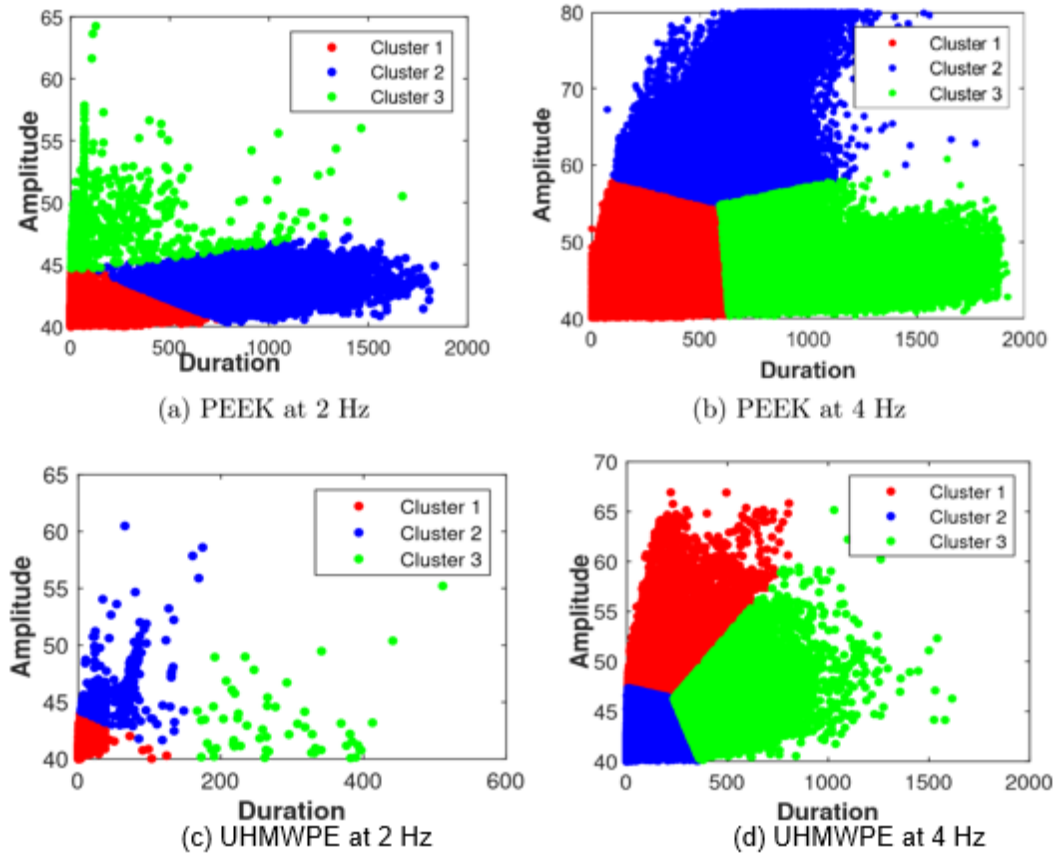 65
60
55
50
45
40
Amplitude
Cluster 1
Cluster 2
Cluster 3
0 500 1000 1500 2000
Duration
(a) PEEK at 2 Hz
80
70
60
50
40
Amplitude
Cluster 1
Cluster 2
Cluster 3
0 500 1000 1500 2000
Duration
(b) PEEK at 4 Hz
65
60
55
50
45
40
Amplitude
Cluster 1
Cluster 2
Cluster 3
0 200 400 600
Duration
(c) UHMWPE at 2 Hz
70
65
60
55
50
45
40
Amplitude
Cluster 1
Cluster 2
Cluster 3
0 500 1000 1500 2000
Duration
(d) UHMWPE at 4 Hz